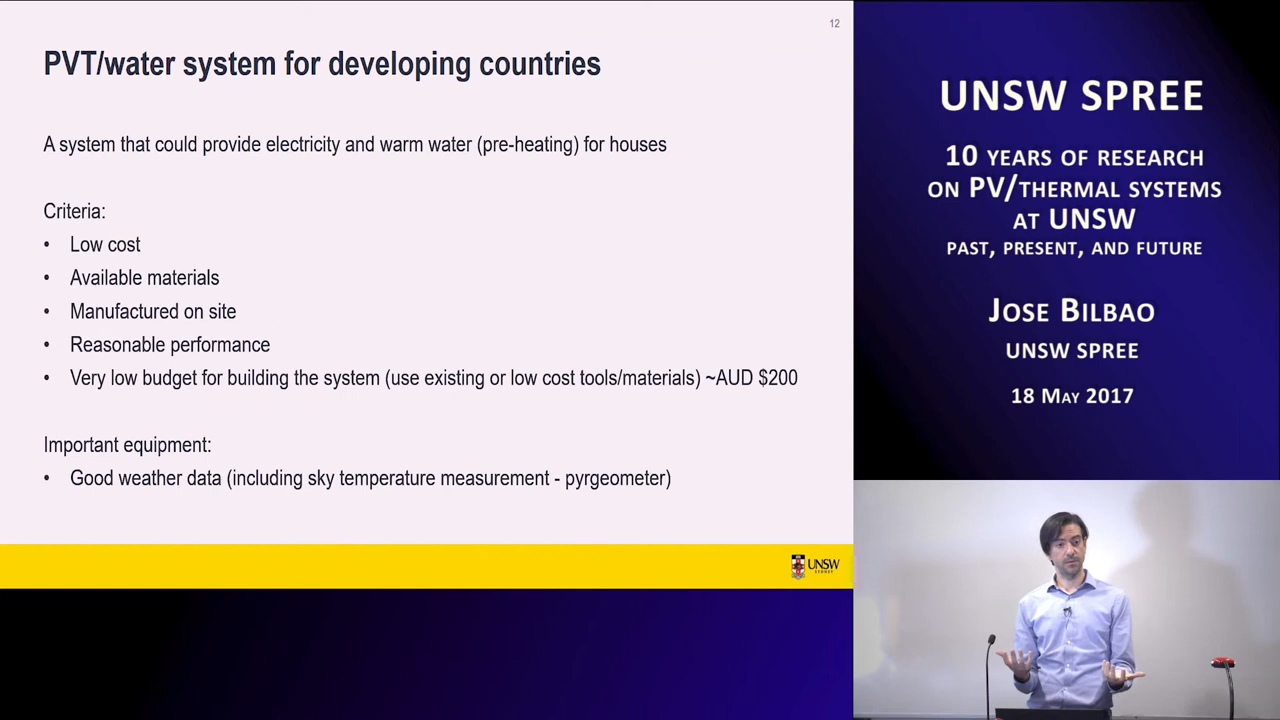 12
PVT/water system for developing countries
A system that could provide electricity and warm water (pre-heating) for houses
Criteria:
• Low cost
• Available materials
• Manufactured on site
• Reasonable performance
• Very low budget for building the system (use existing or low cost tools/materials) ~AUD $200
Important equipment:
• Good weather data (including sky temperature measurement - pyrgeometer)
UNSW
SYDNEY
UNSW SPREE
10 YEARS OF RESEARCH
ON PV/THERMAL SYSTEMS
AT UNSW
PAST, PRESENT, AND FUTURE
JOSE BILBAO
UNSW SPREE
18 MAY 2017